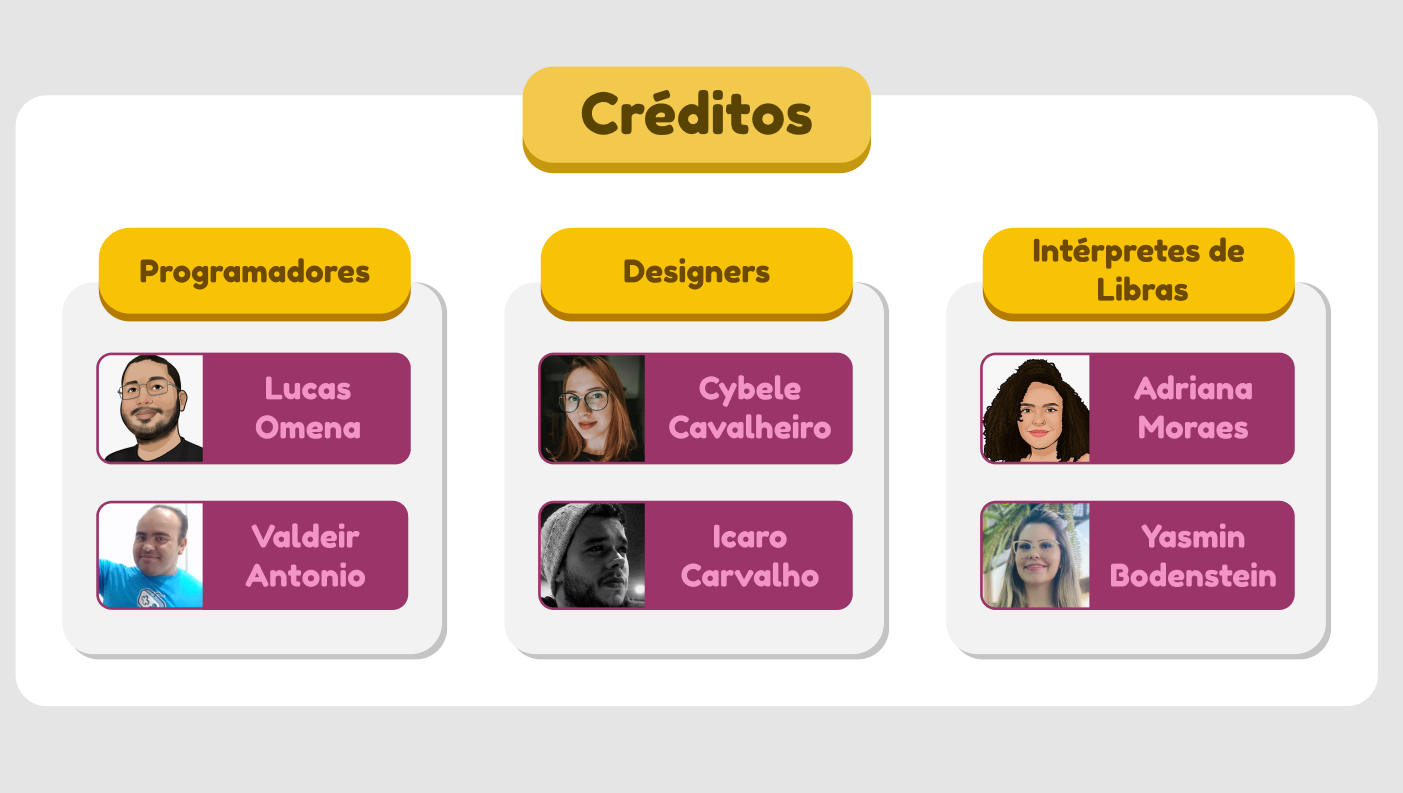 Créditos
Programadores
Lucas
Omena
Valdeir
Antonio
Designers
Cybele
Cavalheiro
Icaro
Carvalho
Intérpretes de
Libras
Adriana
Moraes
Yasmin
Bodenstein